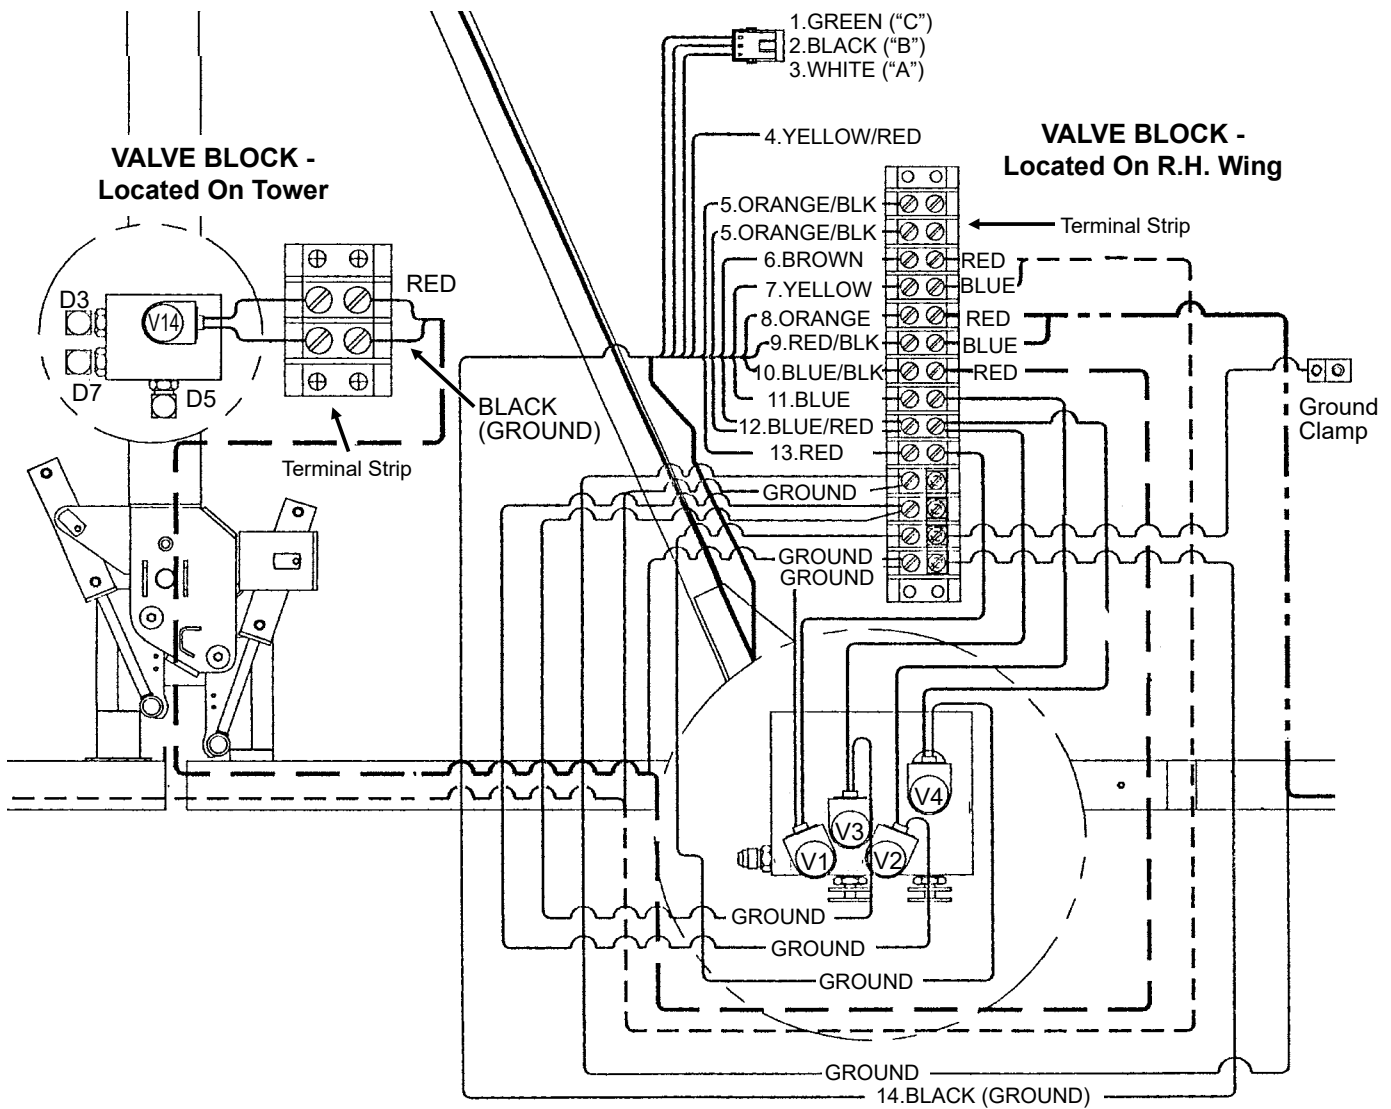 1.GREEN (“C”)
2.BLACK (“B”)
3.WHITE (“A”)
4.YELLOW/RED
VALVE BLOCK -
Located On R.H. Wing
VALVE BLOCK -
Located On Tower
5.ORANGE/BLK
Terminal Strip
5.ORANGE/BLK
6.BROWN
RED
7.YELLOW
BLUE
8.ORANGE
RED
9.RED/BLK
BLUE
10.BLUE/BLK
RED
11.BLUE
12.BLUE/RED
13.RED
GROUND
GROUND
GROUND
Ground
Clamp
RED
D3
V14
D7
D5
BLACK
(GROUND)
Terminal Strip
V4
V3
V1
V2
GROUND
GROUND
GROUND
GROUND
14.BLACK (GROUND)